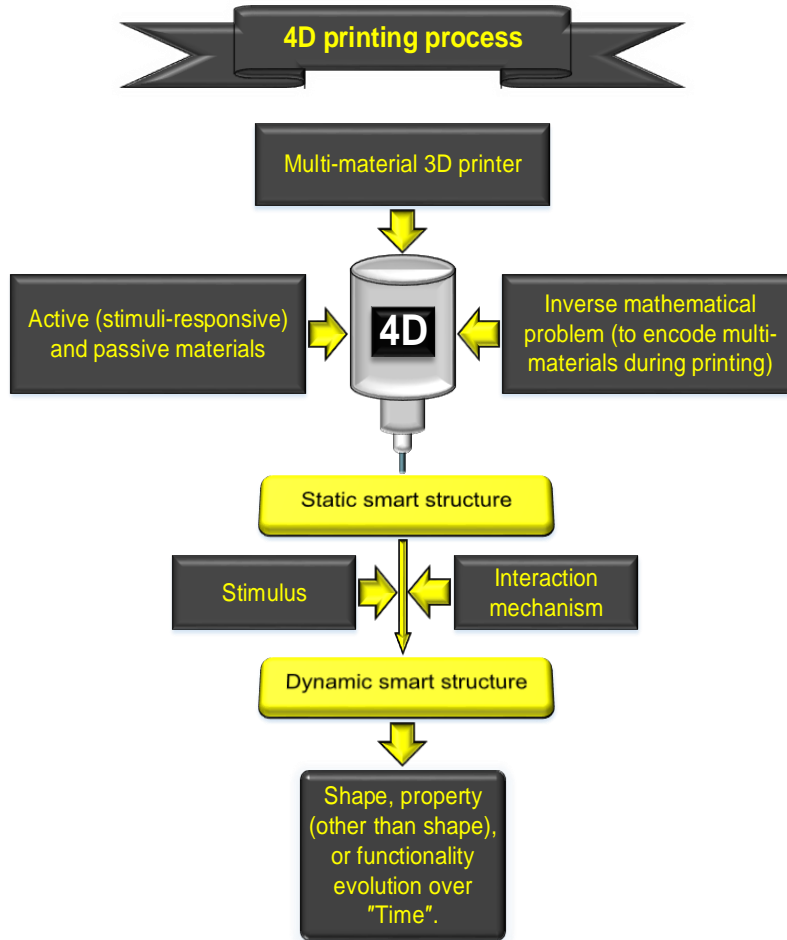 4D printing process
Multi-material 3D printer
Active (stimuli-responsive)
and passive materials
4D
Inverse mathematical
problem (to encode multi-
materials during printing)
Static smart structure
Stimulus
Interaction
mechanism
Dynamic smart structure
Shape, property
(other than shape),
or functionality
evolution over
"Time".